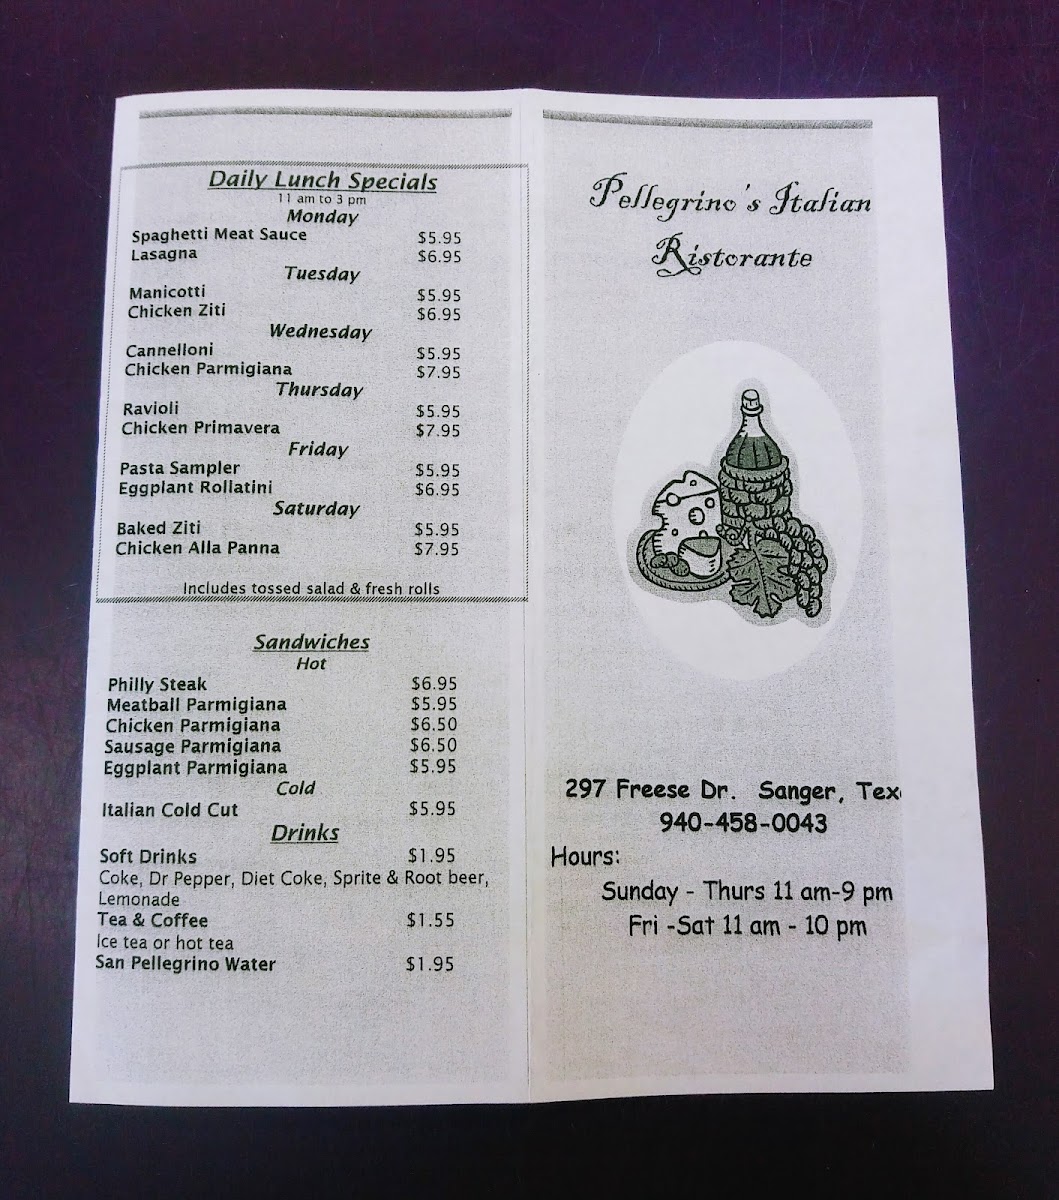 Daily Lunch Specials
11 am to 3 pm
Monday
Spaghetti Meat Sauce $5.95
Lasagna $6.95
Tuesday
Manicotti $5.95
Chicken Ziti $6.95
Wednesday
Cannelloni $5.95
Chicken Parmigiana $7.95
Thursday
Ravioli $5.95
Chicken Primavera $7.95
Friday
Pasta Sampler $5.95
Eggplant Rollatini $6.95
Saturday
Baked Ziti $5.95
Chicken Alla Panna $7.95
Includes tossed salad & fresh rolls
Sandwiches
Hot
Philly Steak $6.95
Meatball Parmigiana $5.95
Chicken Parmigiana $6.50
Sausage Parmigiana $6.50
Eggplant Parmigiana $5.95
Cold
Italian Cold Cut $5.95
Drinks
Soft Drinks $1.95
Coke, Dr Pepper, Diet Coke, Sprite & Root beer,
Lemonade
Tea & Coffee $1.55
Ice tea or hot tea
San Pellegrino Water $1.95
Pellegrino's Italian
Ristorante
297 Freese Dr. Sanger, Tex
940-458-0043
Hours:
Sunday - Thurs 11 am-9 pm
Fri -Sat 11 am - 10 pm